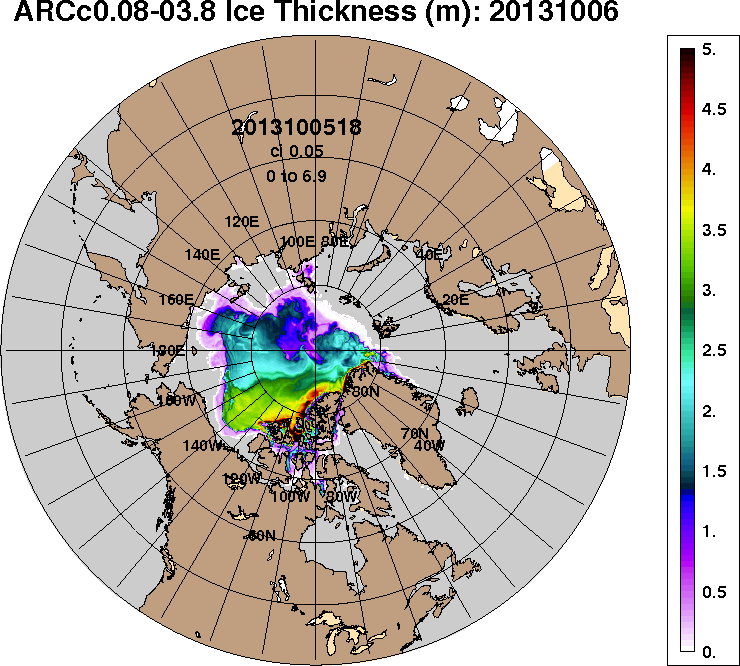 ARCc0.08-03.8 Ice Thickness (m): 20131006
5.
4.5
4.
3.5
3.
2.5
2.
1.5
1.
0.5
0.
2013100518
ci 0.05
0 to 6.9
120E
100E 80E
140E
40E
160E
20E
180E
160W
80N
140W
70N
40W
120W
100W 80W
60N